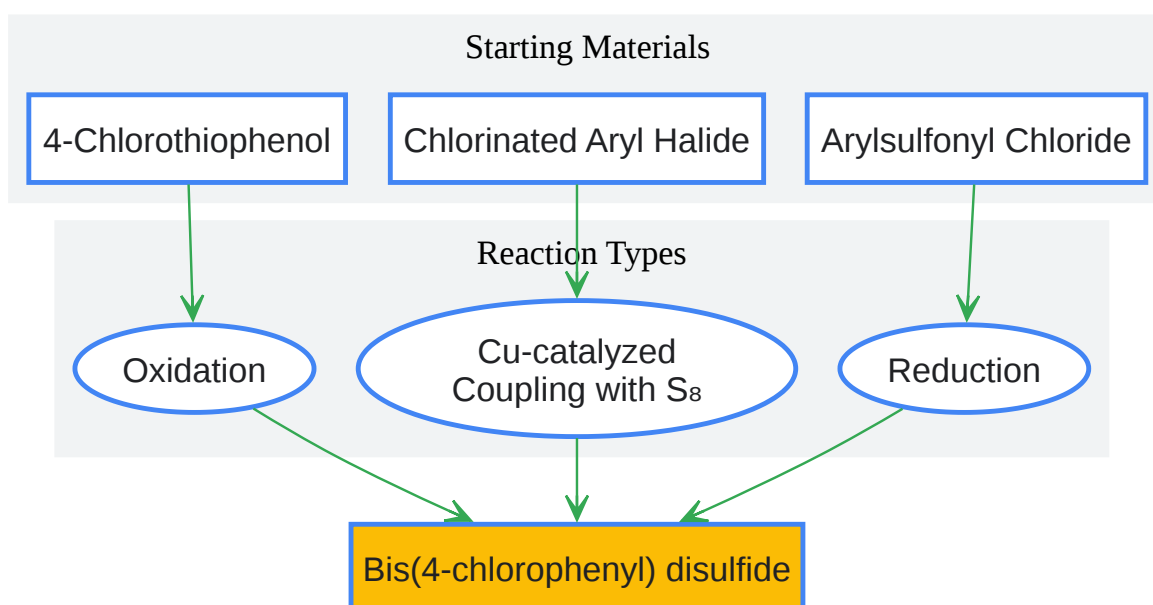 Starting Materials
4-Chlorothiophenol
Chlorinated Aryl Halide
Arylsulfonyl Chloride
Reaction Types
Oxidation
Cu-catalyzed
Coupling with S₈
Reduction
Bis(4-chlorophenyl) disulfide